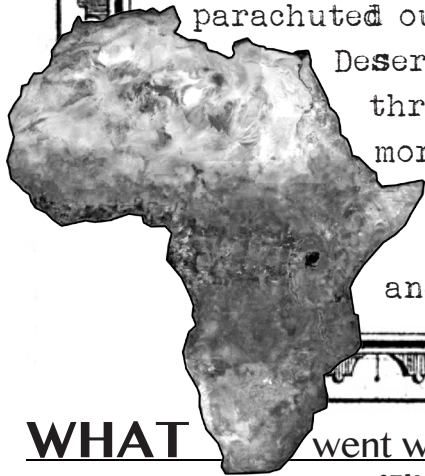 parachuted ou
Deser
thr
mor
an
WHAT went w